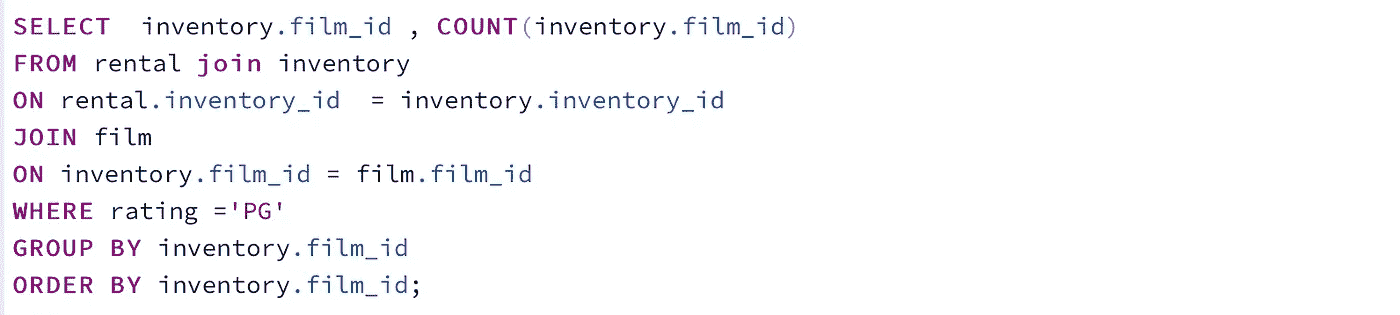 SELECT  inventory.film_id , COUNT(inventory.film_id)
FROM rental join inventory
ON rental.inventory_id  = inventory.inventory_id
JOIN film
ON inventory.film_id = film.film_id
WHERE rating ='PG'
GROUP BY inventory.film_id
ORDER BY inventory.film_id;